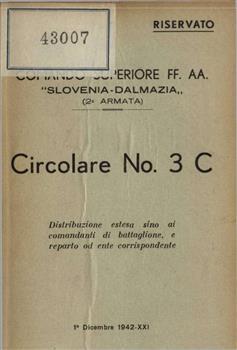 RISERVATO
43007
COMANDO SUPERIORE FF. AA.
"SLOVENIA-DALMAZIA,,
(2ª ARMATA)
Circolare No. 3 C
Distribuzione estesa sino ai
comandanti di battaglione, e
reparto od ente corrispondente
1º Dicembre 1942-XXI